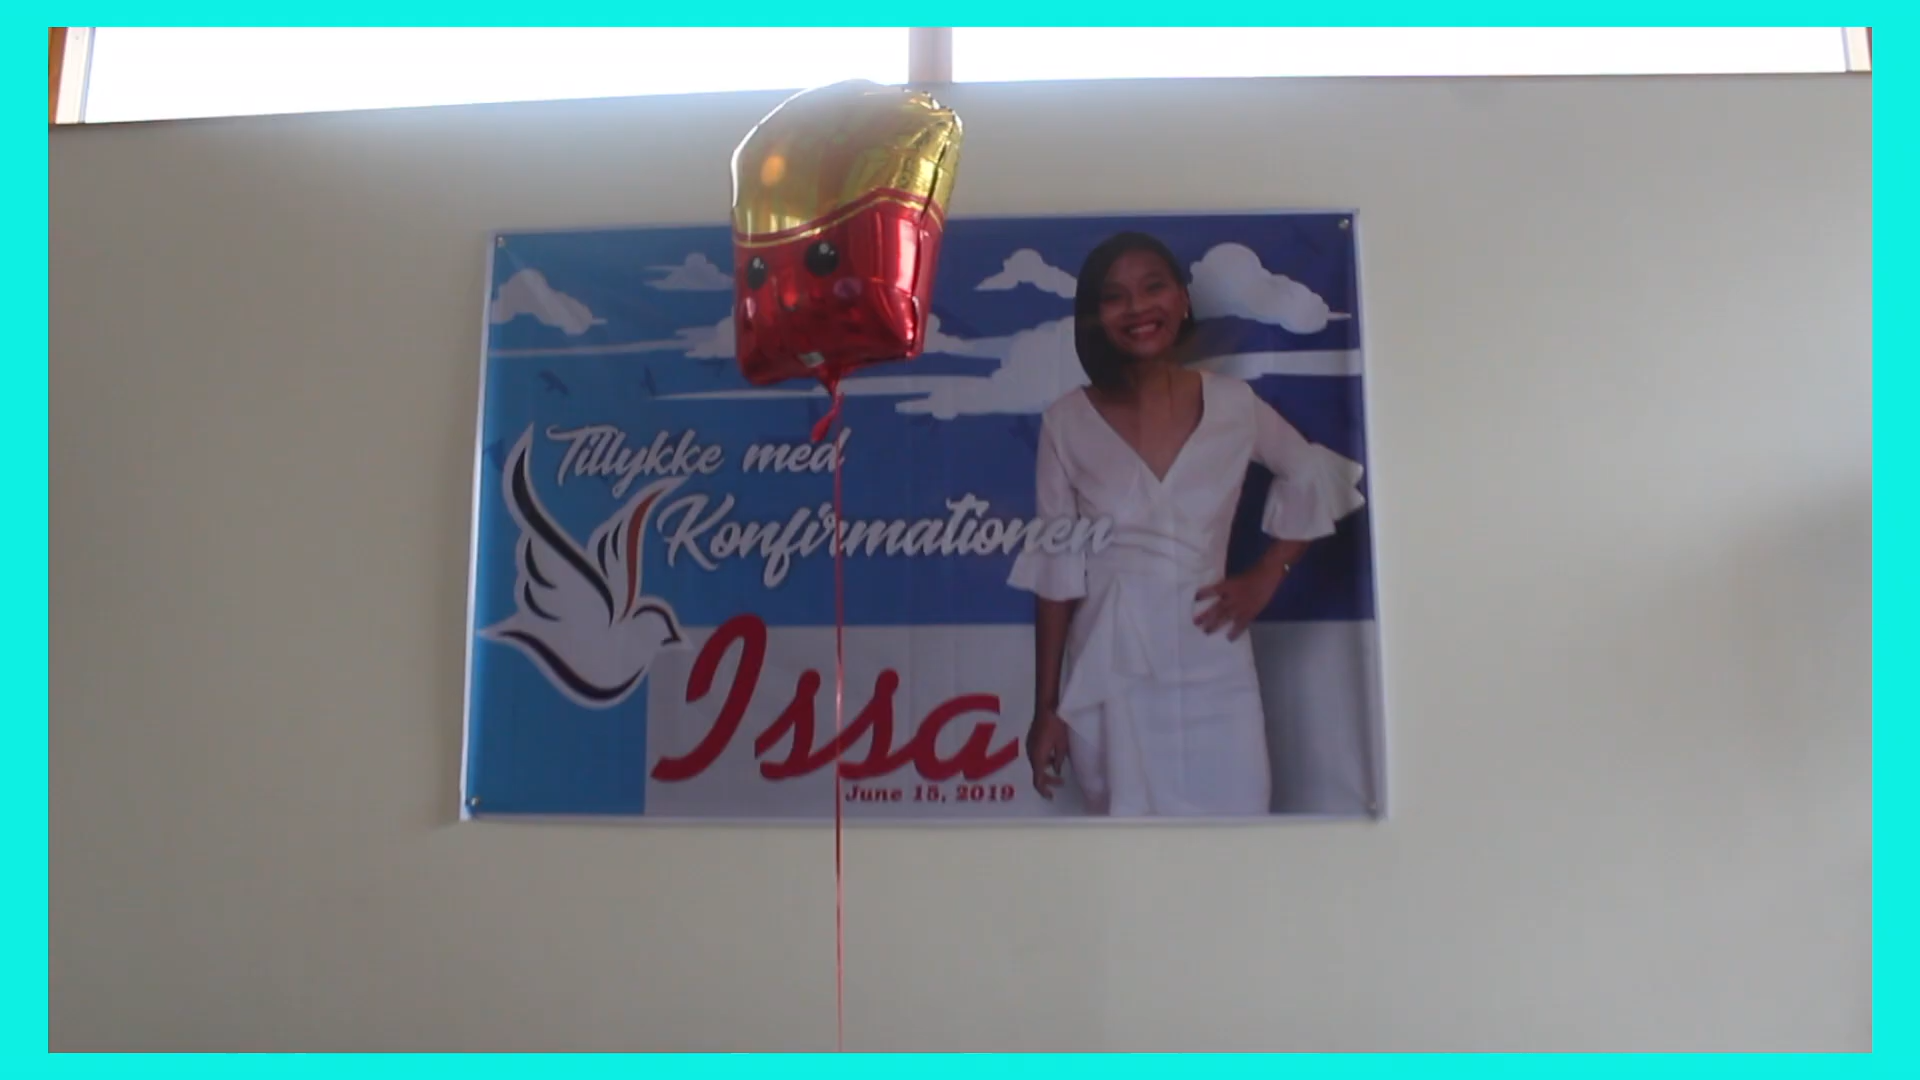 Tillykke med
Konfirmationen
Issa
June 15, 2019